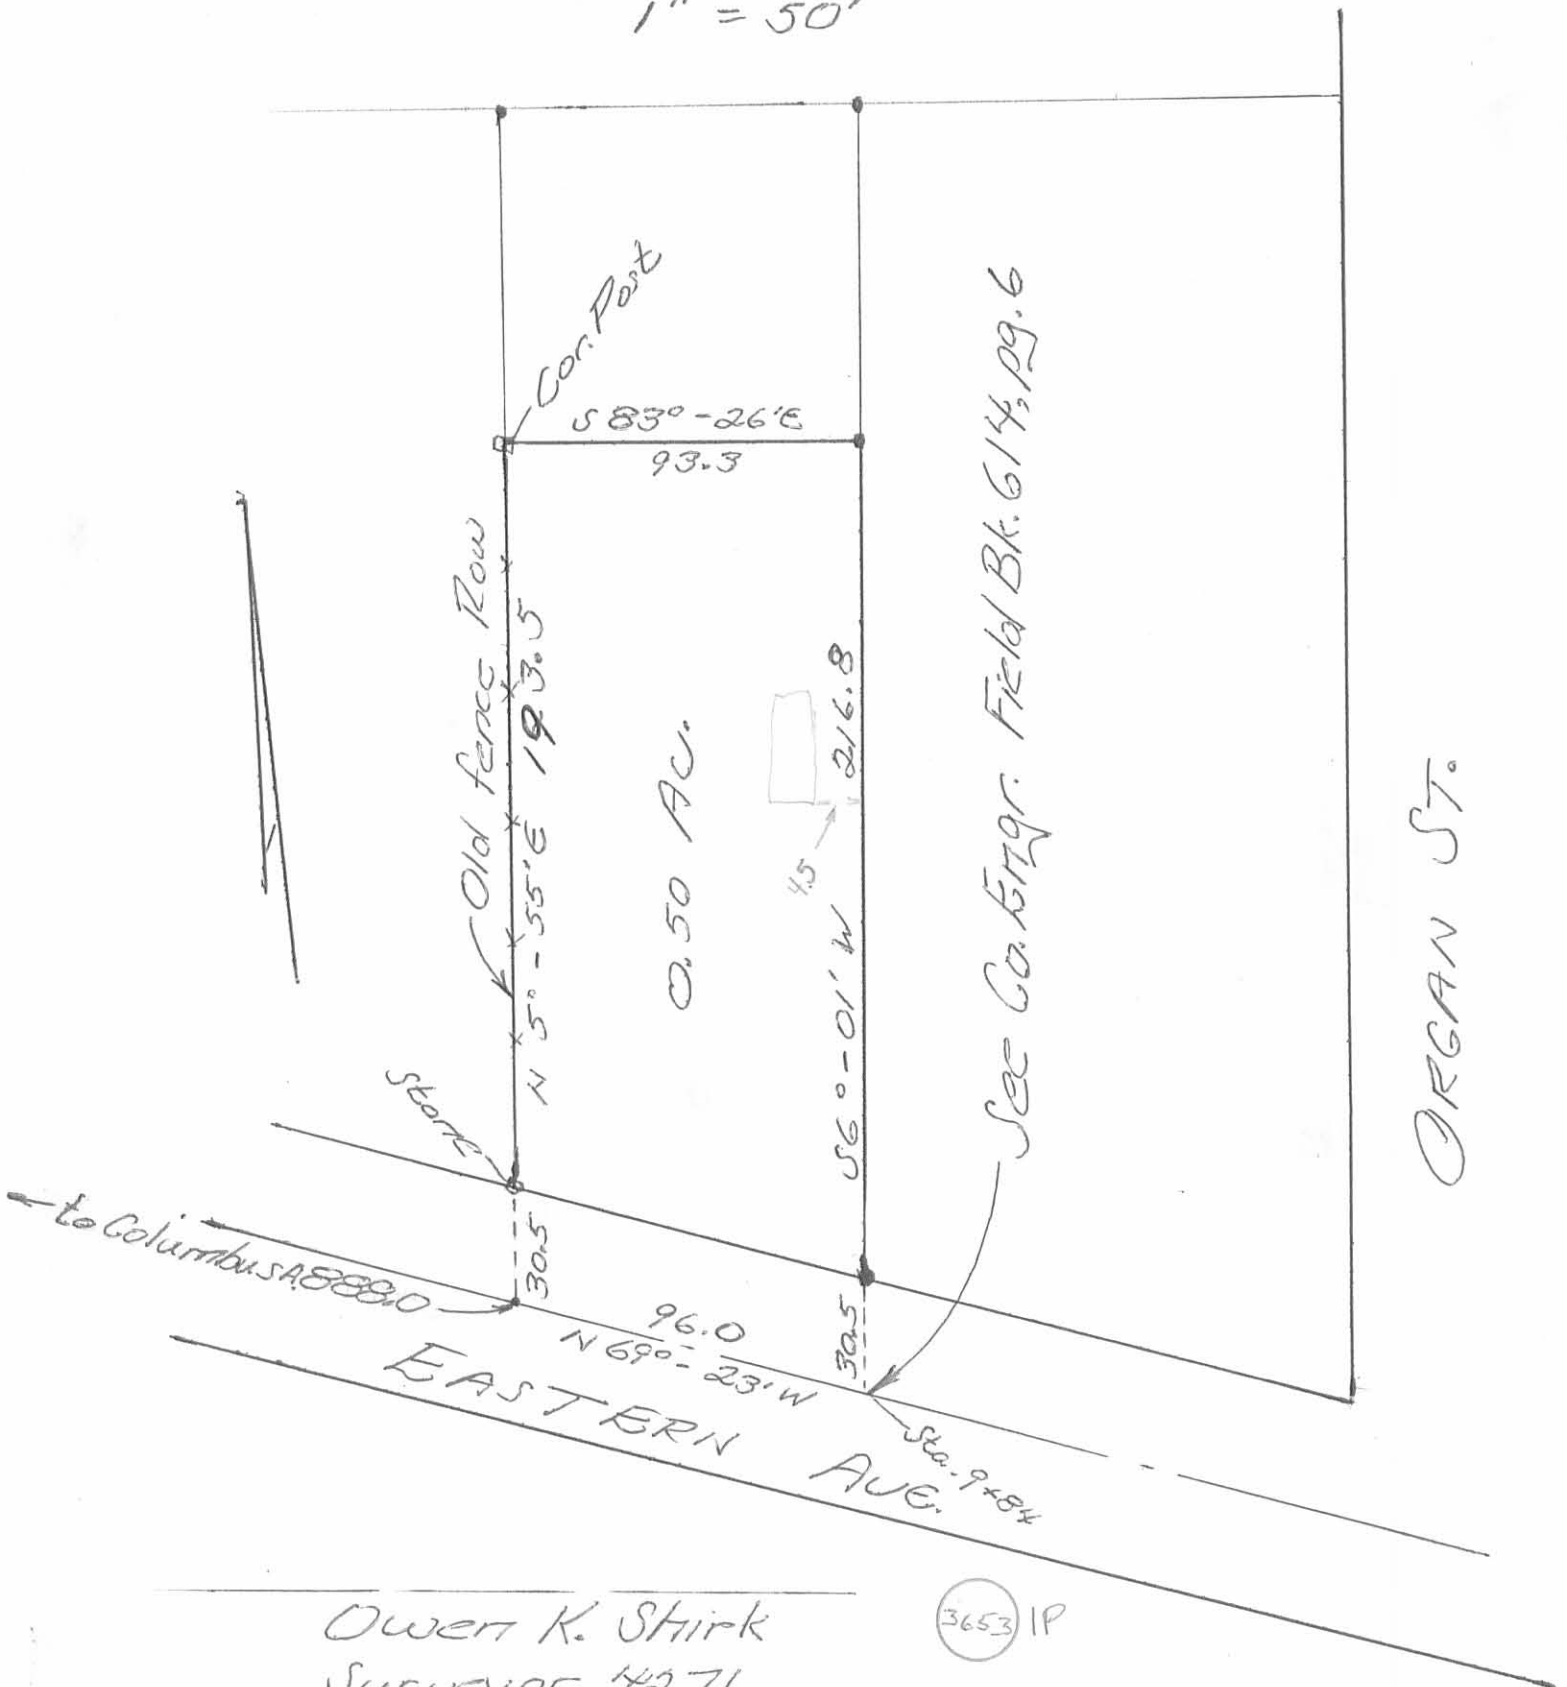 1" = 50'
Cor. Post
S 83° - 26' E
93.3
Old fence Row
N 5° - 55' E 193.5
0.50 Ac.
S 6° - 01' W 216.8
4.5
See Co. Engr. Field Bk. 614, pg. 6
ORGAN ST.
Stone
30.5
30.5
to Columbus A. 888.0
96.0
N 69° - 23' W
EASTERN AVE.
Sta. 9+84
Owen K. Shirk
Surveyor 4271
3653 IP